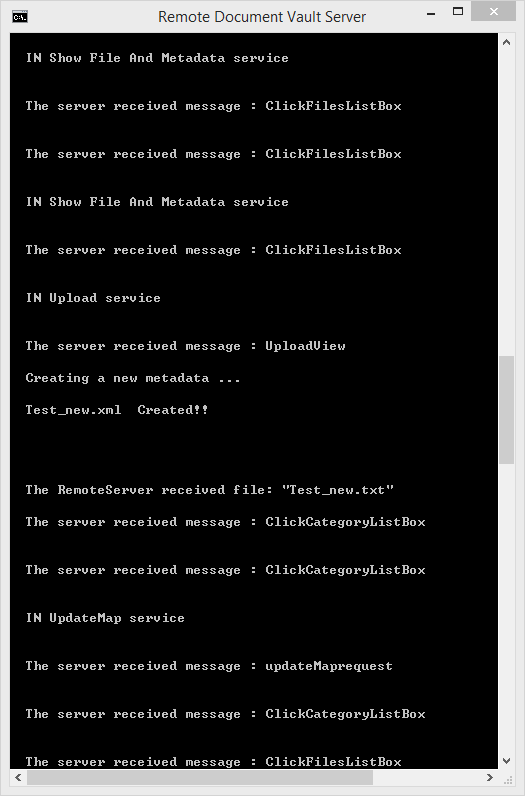 Remote Document Vault Server
IN Show File And Metadata service
The server received message : ClickFilesListBox
The server received message : ClickFilesListBox
IN Show File And Metadata service
The server received message : ClickFilesListBox
IN Upload service
The server received message : UploadView
Creating a new metadata ...
Test_new.xml  Created!!
The RemoteServer received file: "Test_new.txt"
The server received message : ClickCategoryListBox
The server received message : ClickCategoryListBox
IN UpdateMap service
The server received message : updateMaprequest
The server received message : ClickCategoryListBox
The server received message : ClickFilesListBox